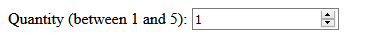 Quantity (between 1 and 5): 1